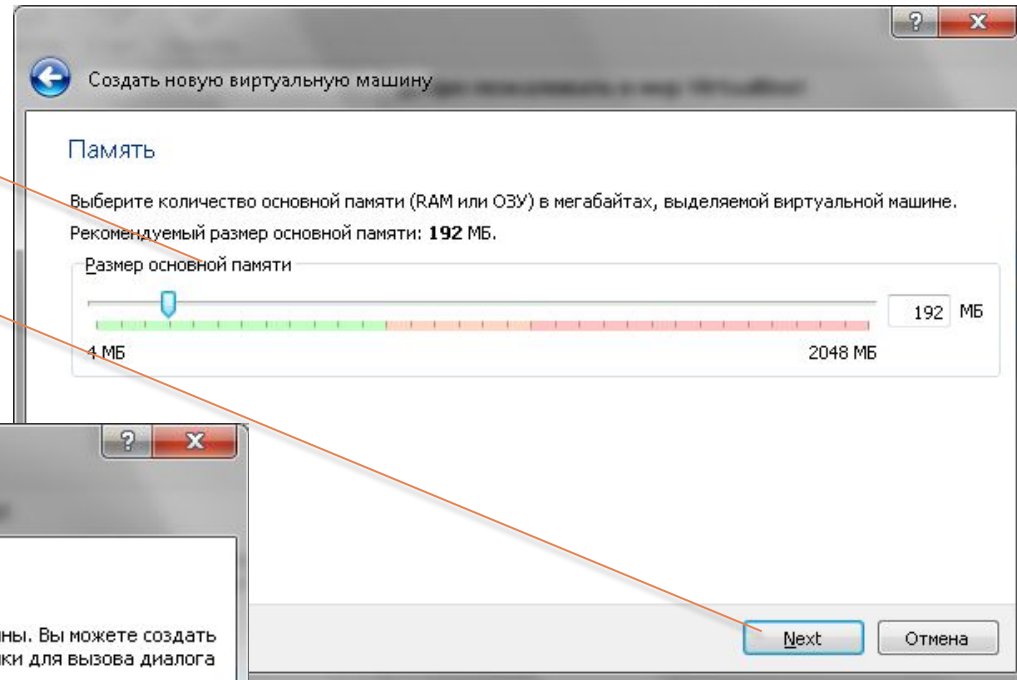 Создать новую виртуальную машину
Память
Выберите количество основной памяти (RAM или ОЗУ) в мегабайтах, выделяемой виртуальной машине.
Рекомендуемый размер основной памяти: 192 МБ.
Размер основной памяти
192 МБ
4 МБ 2048 МБ
ны. Вы можете создать
ки для вызова диалога
Next Отмена